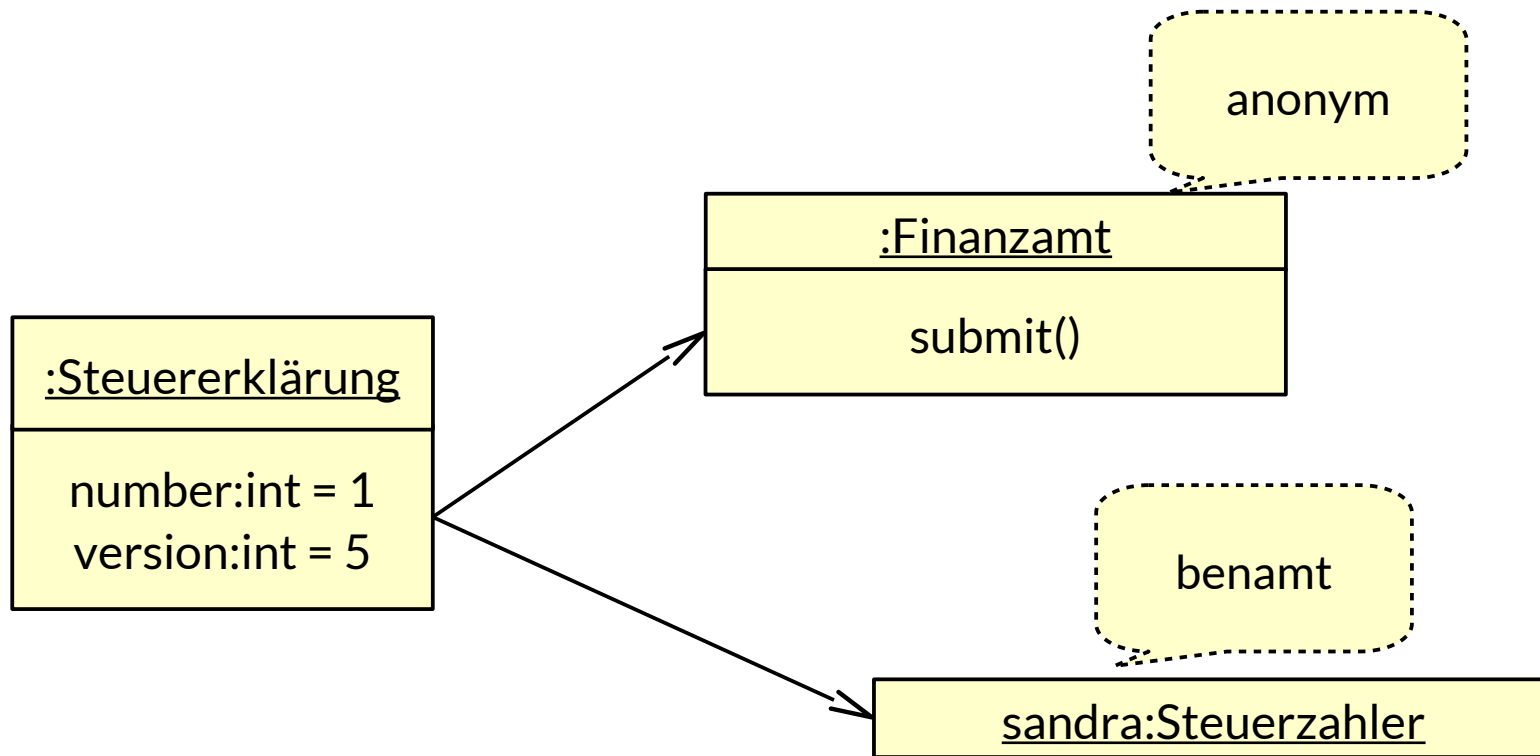 anonym
:Finanzamt
submit()
:Steuererklärung
number:int = 1
version:int = 5
benamt
sandra:Steuerzahler